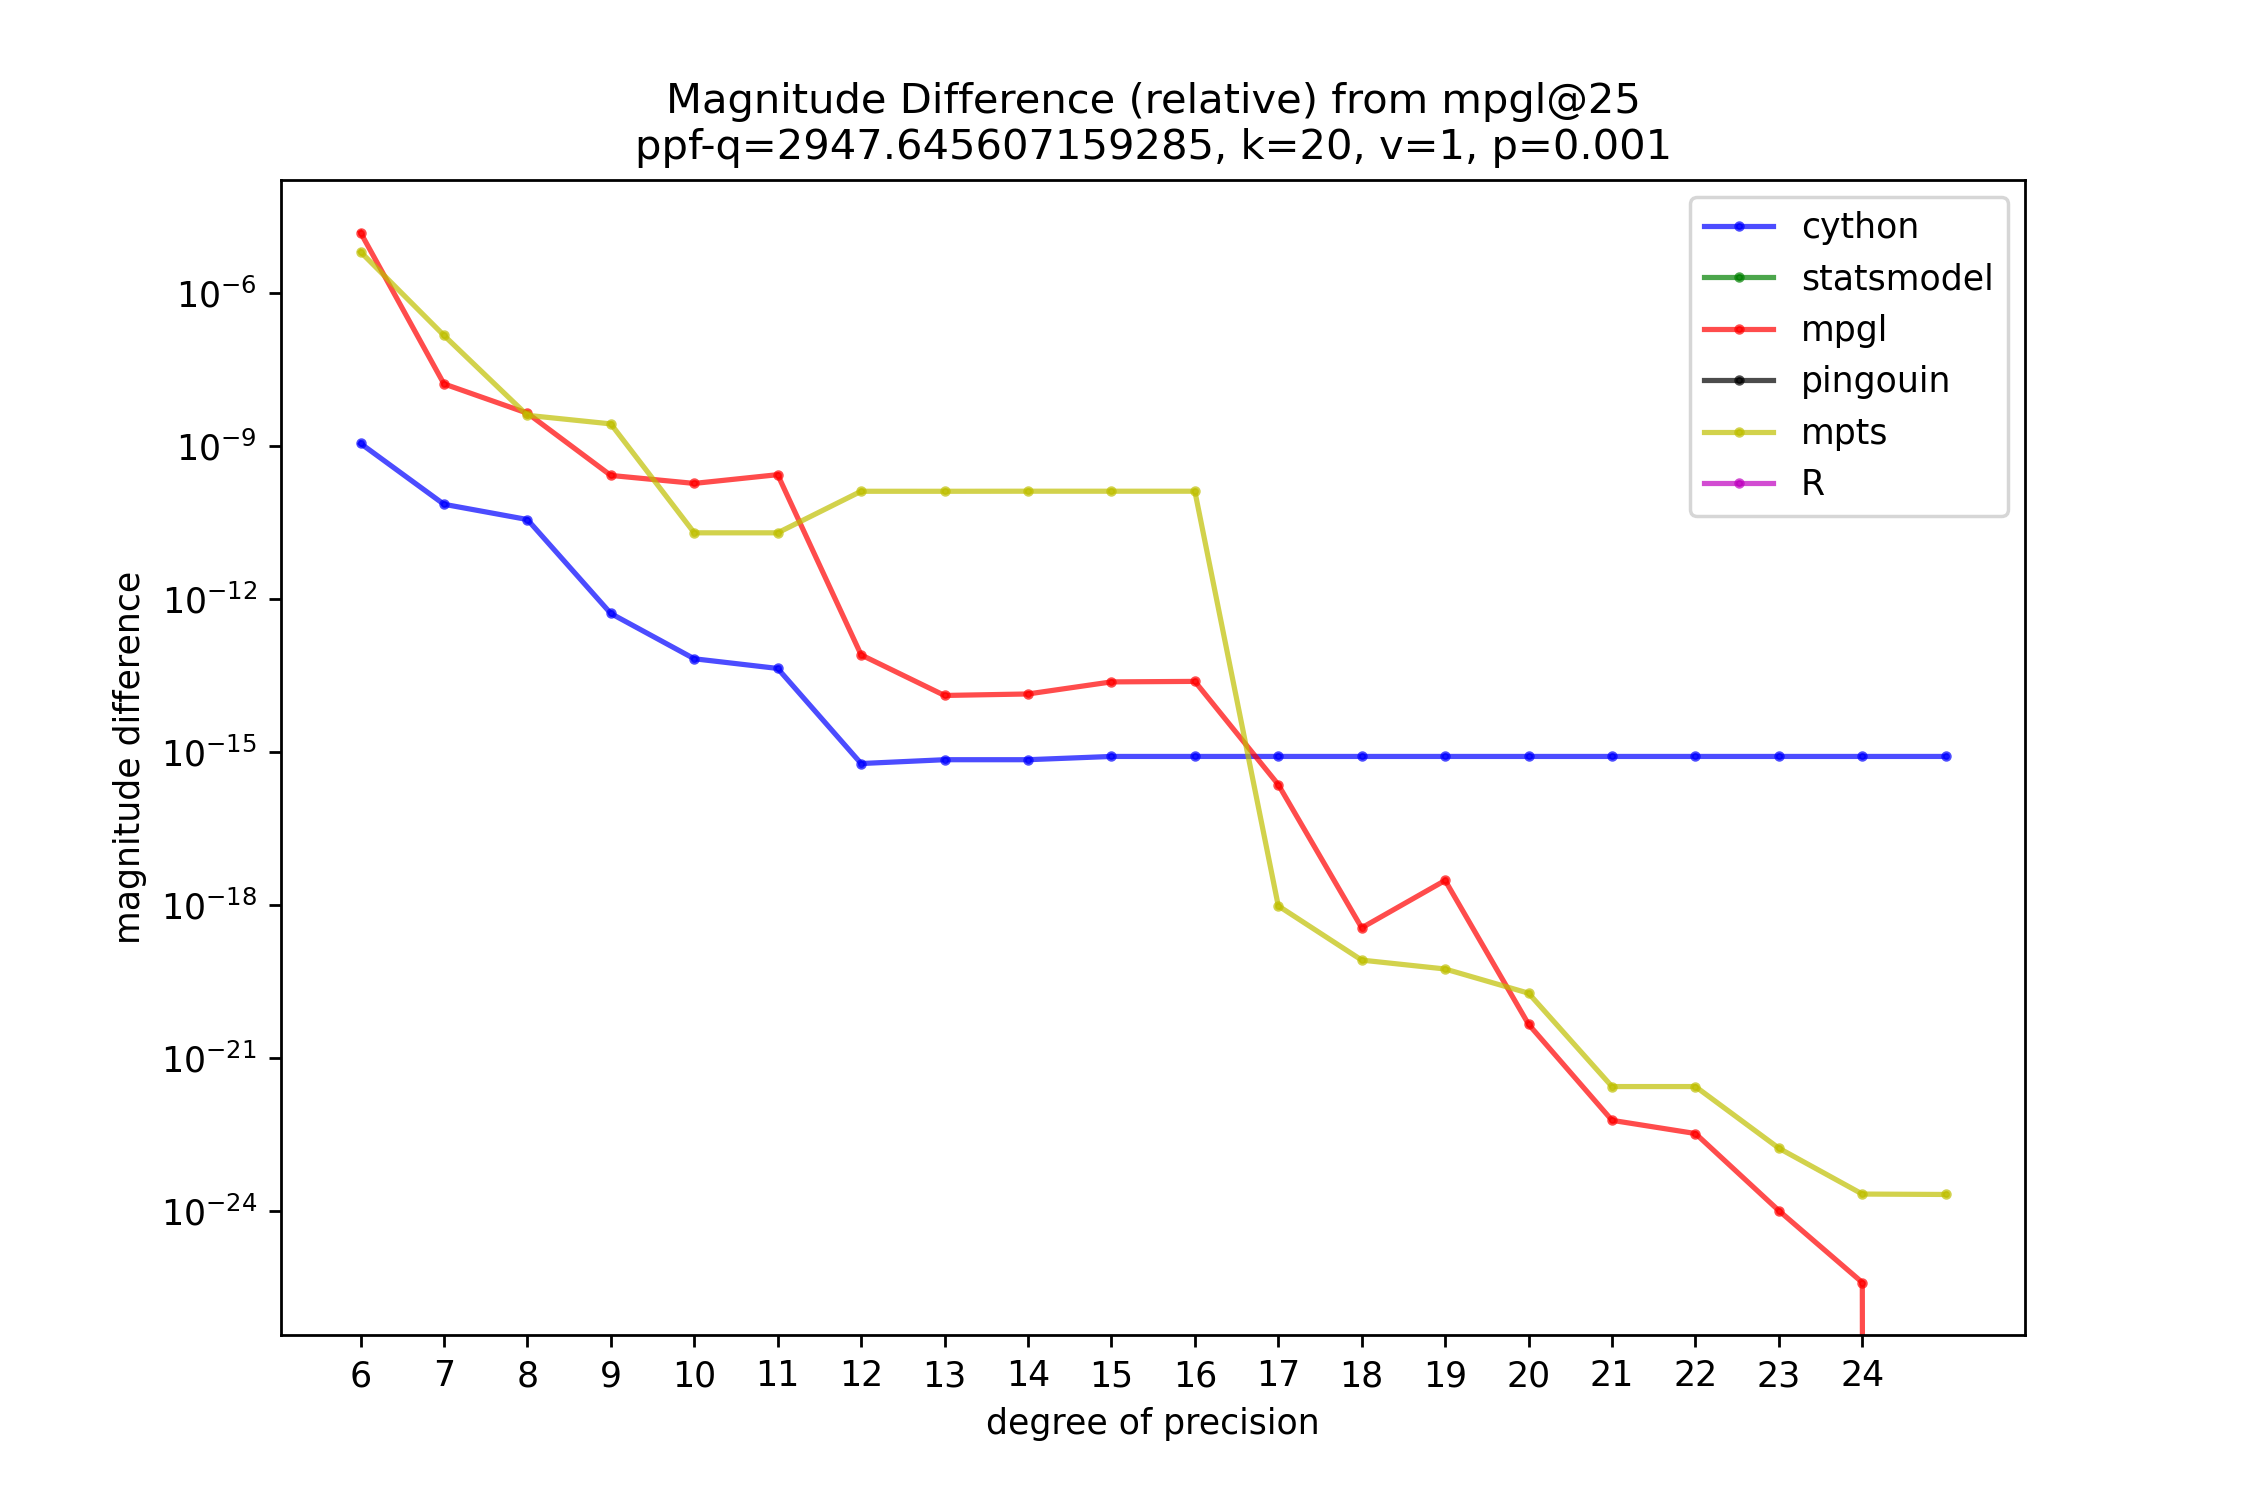 Magnitude Difference (relative) from mpgl@25
ppf-q=2947.645607159285, k=20, v=1, p=0.001
cython
statsmodel
mpgl
pingouin
mpts
R
magnitude difference
10⁻⁶
10⁻⁹
10⁻¹²
10⁻¹⁵
10⁻¹⁸
10⁻²¹
10⁻²⁴
6 7 8 9 10 11 12 13 14 15 16 17 18 19 20 21 22 23 24
degree of precision